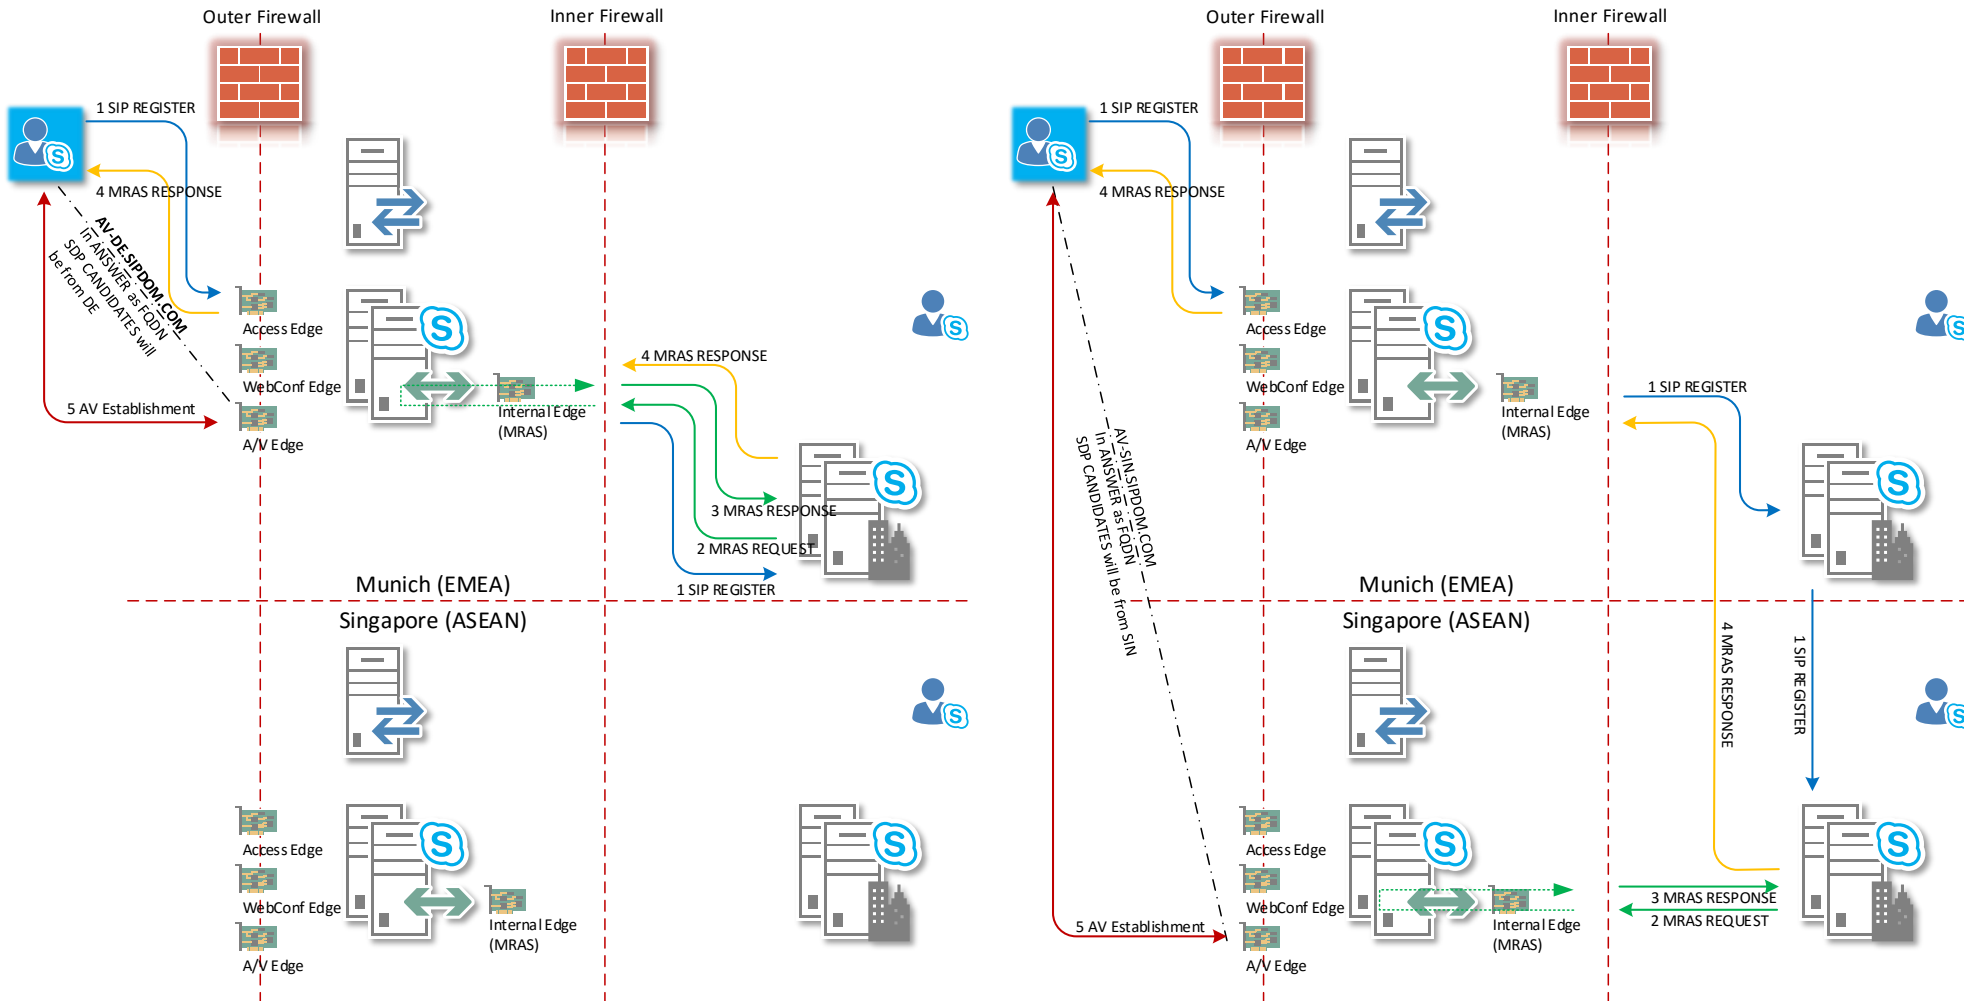 Outer Firewall
Inner Firewall
1 SIP REGISTER
4 MRAS RESPONSE
AV-DE.SIPDOM.COM
In ANSWER as FQDN
SDP CANDIDATES will
be from DE
Access Edge
WebConf Edge
5 AV Establishment
A/V Edge
Internal Edge
(MRAS)
4 MRAS RESPONSE
3 MRAS RESPONSE
2 MRAS REQUEST
1 SIP REGISTER
Munich (EMEA)
Singapore (ASEAN)
Access Edge
WebConf Edge
A/V Edge
Internal Edge
(MRAS)
Outer Firewall
Inner Firewall
1 SIP REGISTER
4 MRAS RESPONSE
Access Edge
WebConf Edge
A/V Edge
Internal Edge
(MRAS)
1 SIP REGISTER
AV-SIN.SIPDOM.COM
In ANSWER as FQDN
SDP CANDIDATES will be from SIN
Munich (EMEA)
Singapore (ASEAN)
4 MRAS RESPONSE
1 SIP REGISTER
Access Edge
WebConf Edge
5 AV Establishment
A/V Edge
Internal Edge
(MRAS)
3 MRAS RESPONSE
2 MRAS REQUEST